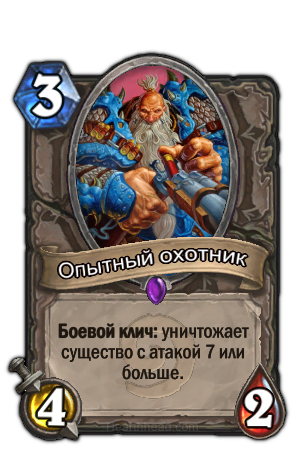 3
Опытный охотник
Боевой клич: уничтожает
существо с атакой 7 или
больше.
4
2